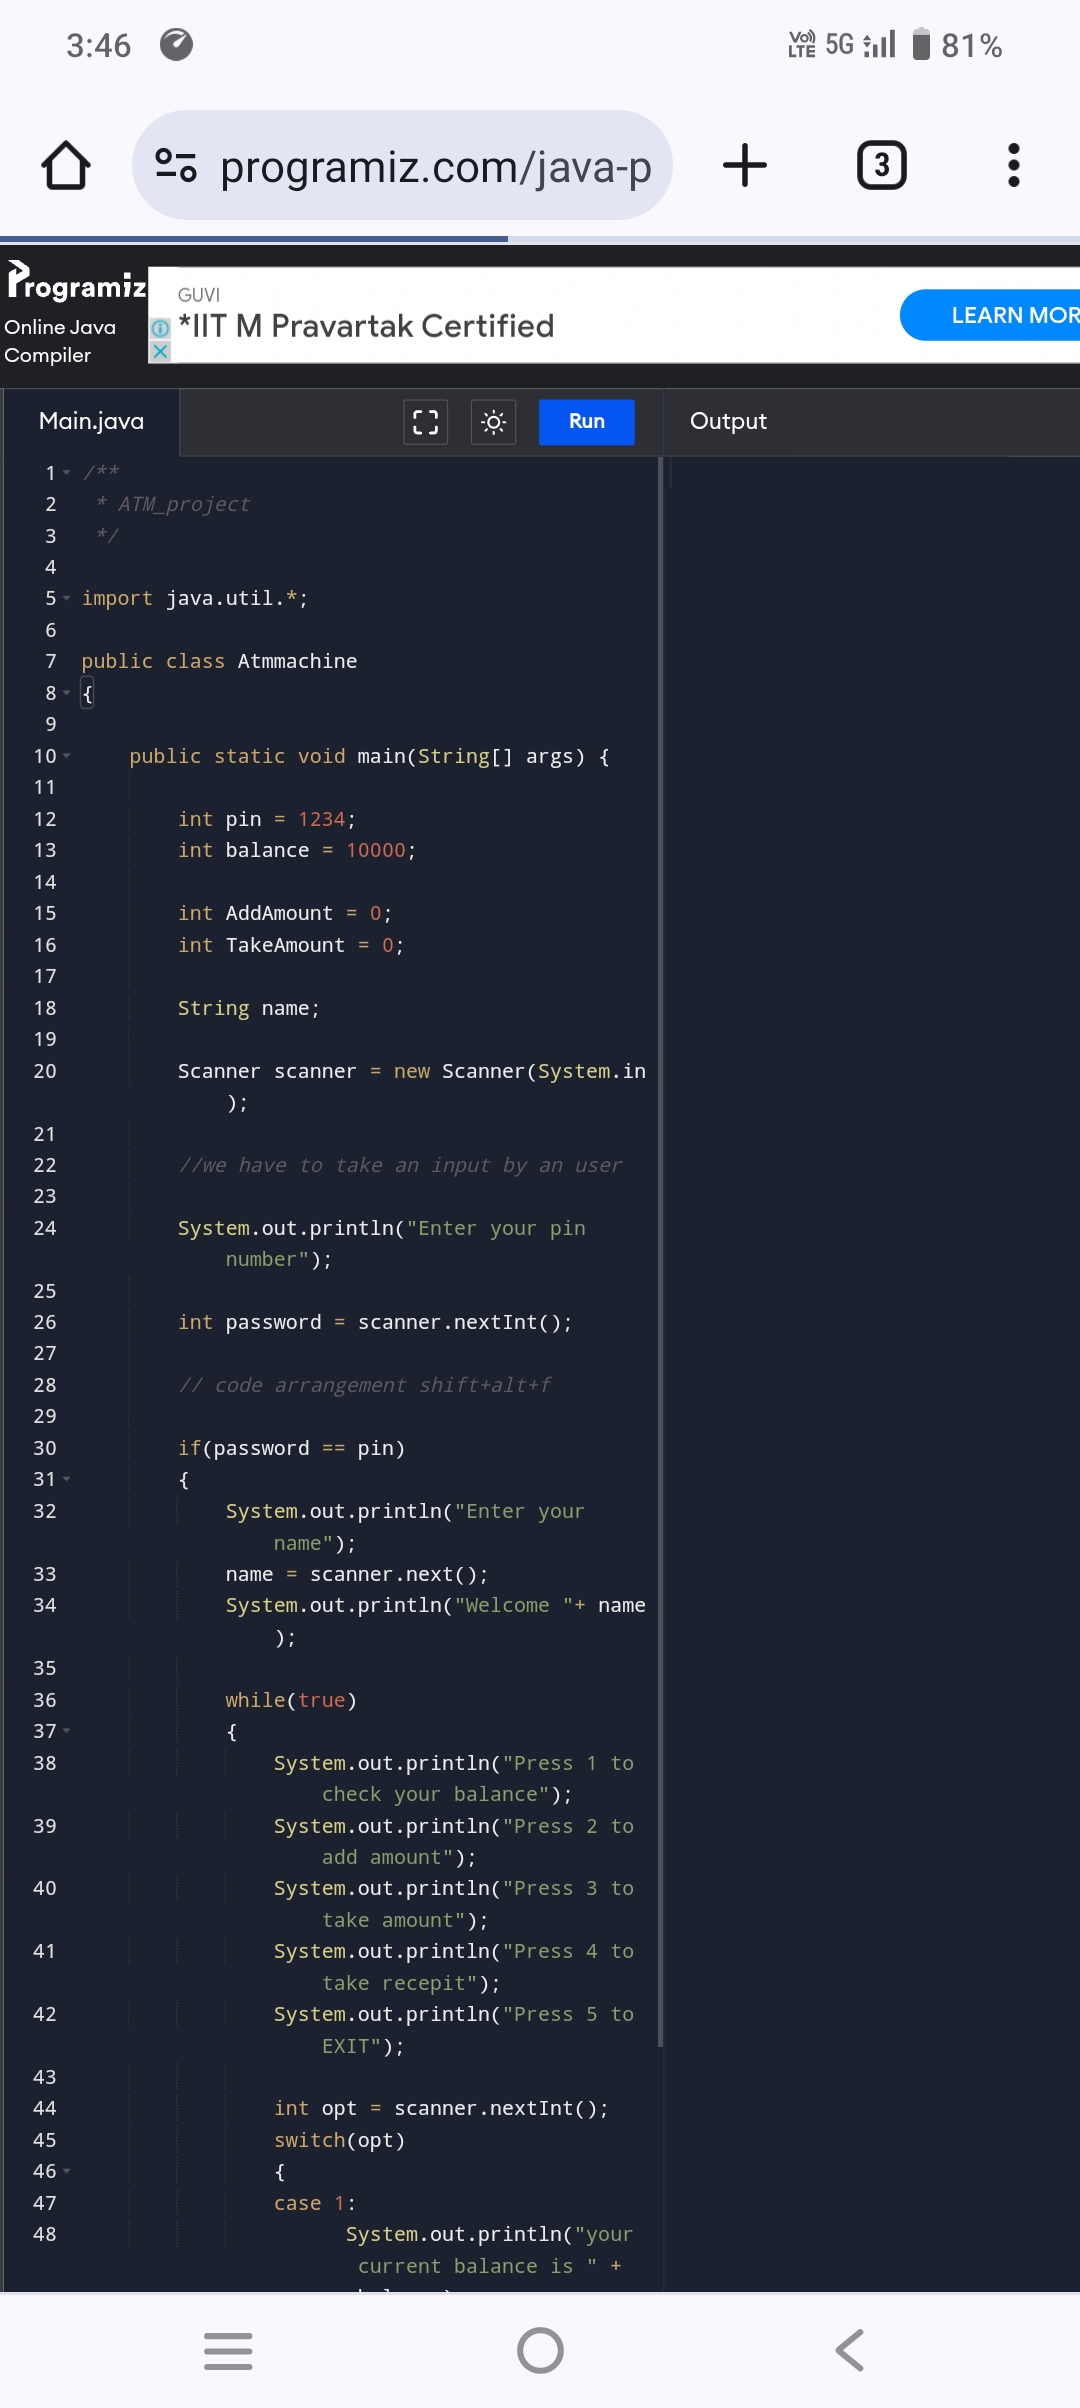 3:46 Vo)) LTE 5G 81%
programiz.com/java-p 3
Programiz
Online Java
Compiler
GUVI
*IIT M Pravartak Certified
LEARN MOR
Main.java Run Output
1 /**
2 * ATM_project
3 */
4
5 import java.util.*;
6
7 public class Atmmachine
8 {
9
10 public static void main(String[] args) {
11
12 int pin = 1234;
13 int balance = 10000;
14
15 int AddAmount = 0;
16 int TakeAmount = 0;
17
18 String name;
19
20 Scanner scanner = new Scanner(System.in
);
21
22 //we have to take an input by an user
23
24 System.out.println("Enter your pin
number");
25
26 int password = scanner.nextInt();
27
28 // code arrangement shift+alt+f
29
30 if(password == pin)
31 {
32 System.out.println("Enter your
name");
33 name = scanner.next();
34 System.out.println("Welcome "+ name
);
35
36 while(true)
37 {
38 System.out.println("Press 1 to
check your balance");
39 System.out.println("Press 2 to
add amount");
40 System.out.println("Press 3 to
take amount");
41 System.out.println("Press 4 to
take recepit");
42 System.out.println("Press 5 to
EXIT");
43
44 int opt = scanner.nextInt();
45 switch(opt)
46 {
47 case 1:
48 System.out.println("your
current balance is " +